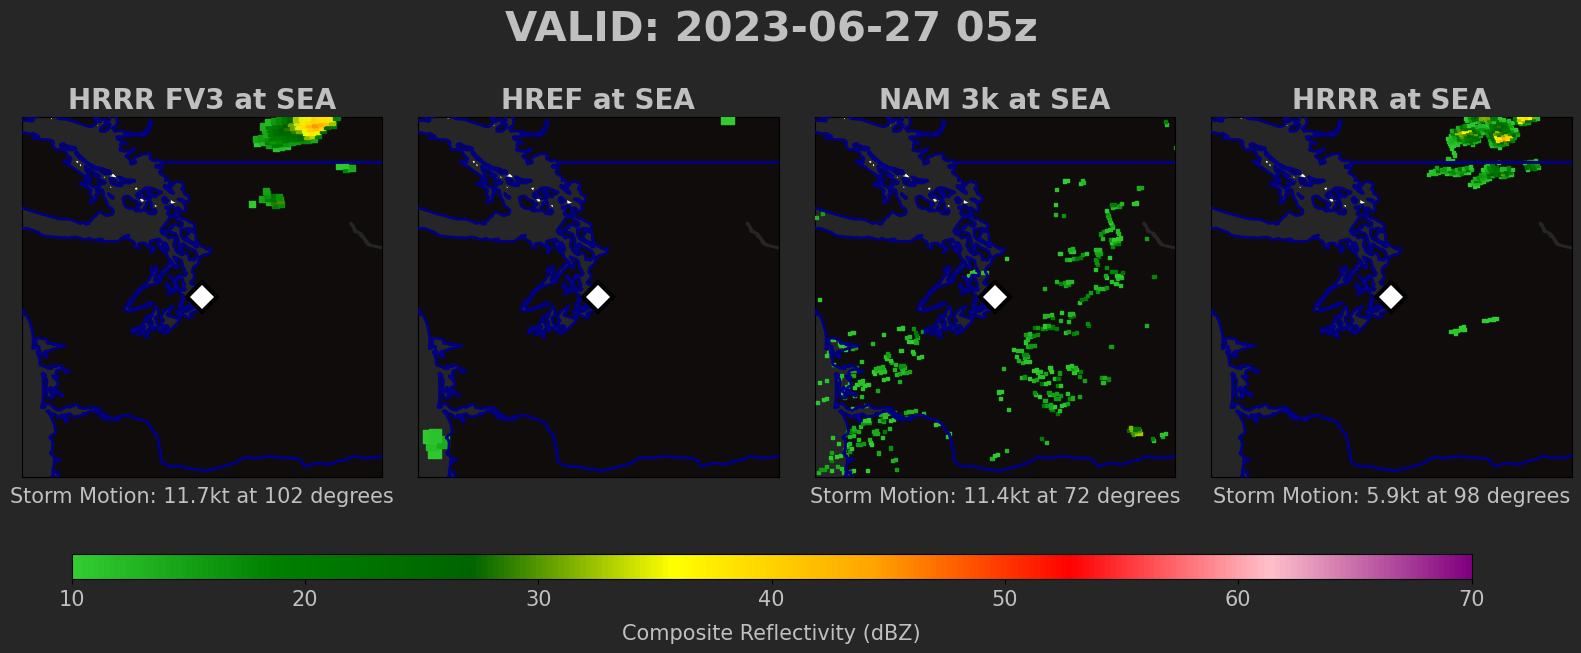 VALID: 2023-06-27 05z
HRRR FV3 at SEA
HREF at SEA
NAM 3k at SEA
HRRR at SEA
Storm Motion: 11.7kt at 102 degrees
Storm Motion: 11.4kt at 72 degrees
Storm Motion: 5.9kt at 98 degrees
10 20 30 40 50 60 70
Composite Reflectivity (dBZ)